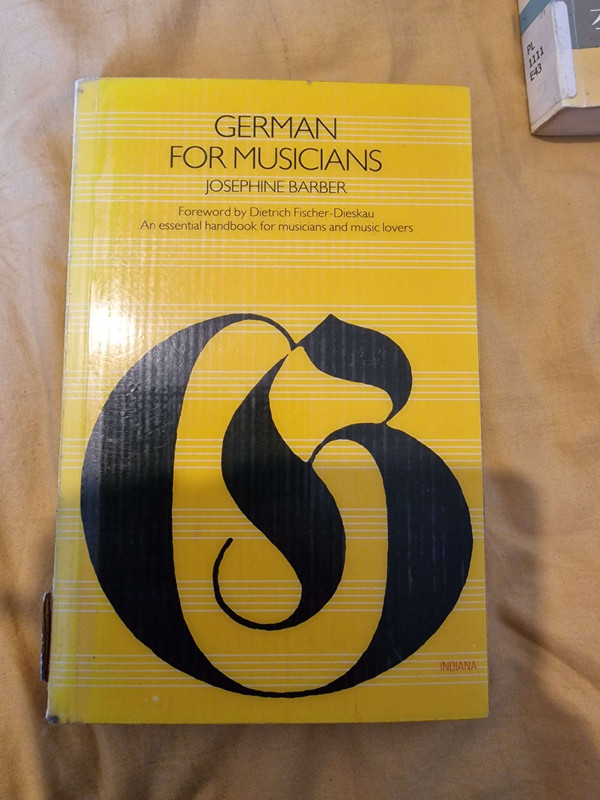 GERMAN
FOR MUSICIANS
JOSEPHINE BARBER
Foreword by Dietrich Fischer-Dieskau
An essential handbook for musicians and music lovers
G
INDIANA
PL
1111
E43